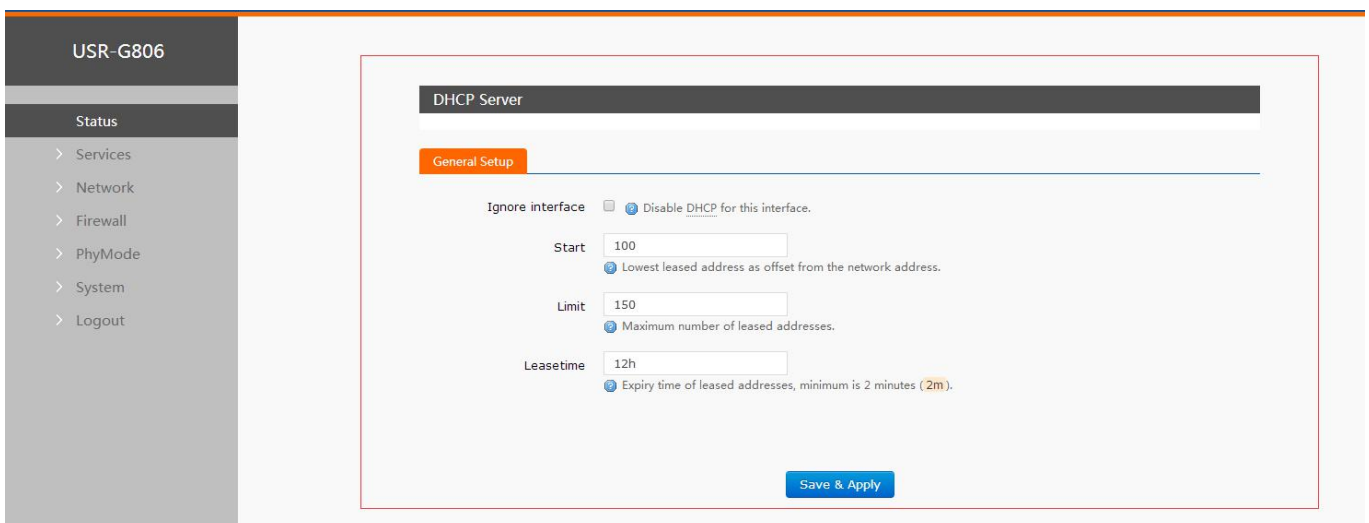 USR-G806
Status
Services
Network
Firewall
PhyMode
System
Logout
DHCP Server
General Setup
Ignore interface Disable DHCP for this interface.
Start 100
Lowest leased address as offset from the network address.
Limit 150
Maximum number of leased addresses.
Leasetime 12h
Expiry time of leased addresses, minimum is 2 minutes (2m).
Save & Apply